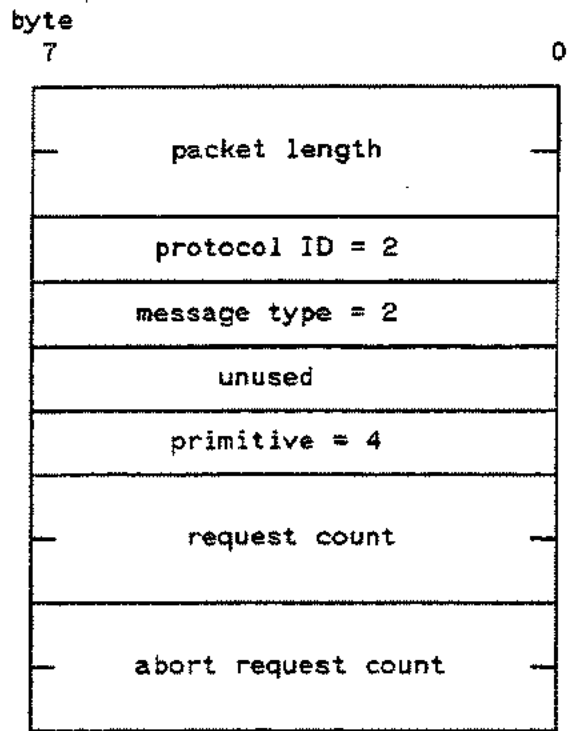 byte
7 0
packet length
protocol ID = 2
message type = 2
unused
primitive = 4
request count
abort request count